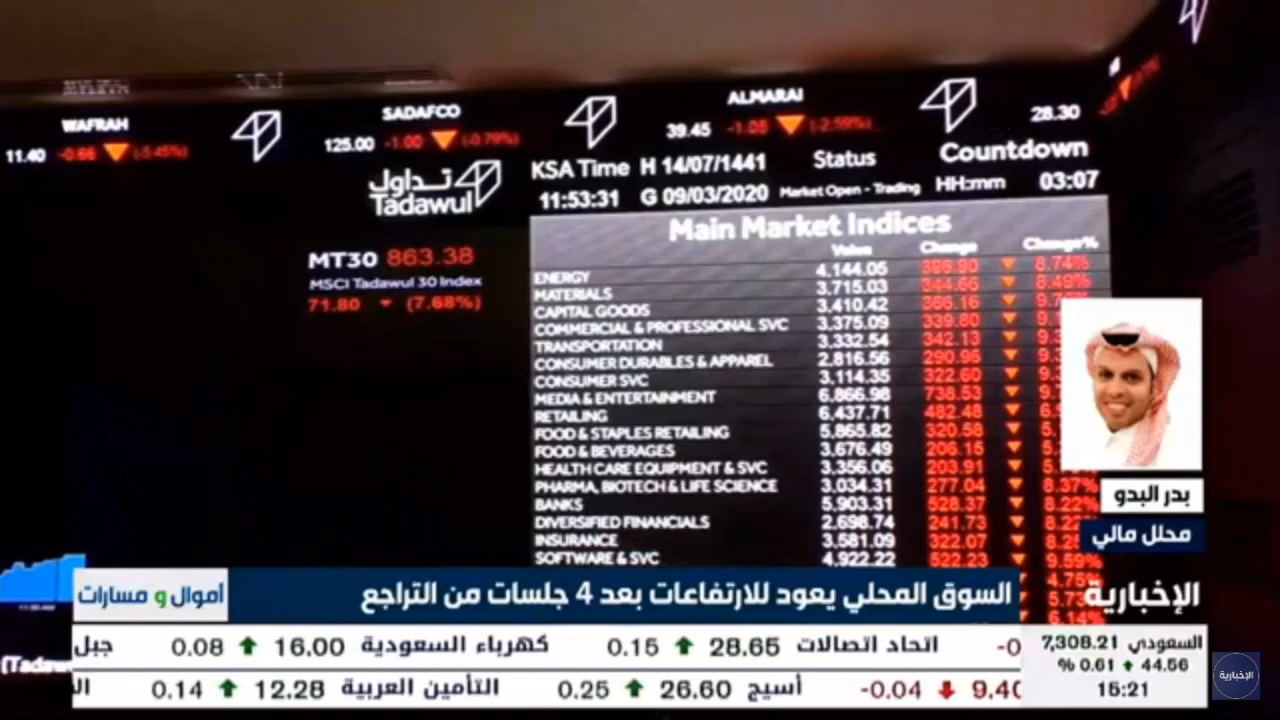 WAFRAH
11.40 -0.66 (-5.45%)
SADAFCO
125.00 -1.00 (-0.79%)
ALMARAI
39.45 -1.05 (-2.59%)
28.30
تداول
Tadawul
KSA Time H 14/07/1441 Status Countdown
11:53:31 G 09/03/2020 Market Open - Trading HH:mm 03:07
MT30 863.38
MSCI Tadawul 30 Index
71.80 (7.68%)
Main Market Indices
Value Change Change%
ENERGY 4,144.05 8.74%
MATERIALS 3,715.03 344.66 8.49%
CAPITAL GOODS 3,410.42 366.16
COMMERCIAL & PROFESSIONAL SVC 3,375.09 339.80
TRANSPORTATION 3,332.54 342.13
CONSUMER DURABLES & APPAREL 2,816.56 290.96
CONSUMER SVC 3,114.35 322.60
MEDIA & ENTERTAINMENT 6,866.98 738.53
RETAILING 6,437.71 482.48
FOOD & STAPLES RETAILING 5,865.82 320.58
FOOD & BEVERAGES 3,676.49 206.15
HEALTH CARE EQUIPMENT & SVC 3,356.06 203.91
PHARMA, BIOTECH & LIFE SCIENCE 3,034.31 277.04 8.37%
BANKS 5,903.31 528.37 8.22%
DIVERSIFIED FINANCIALS 2,698.74 241.73
INSURANCE 3,581.09 322.07
SOFTWARE & SVC 4,922.22 522.23 9.59%
4.75%
6.14%
بدر البدو
محلل مالي
الإخبارية
السوق المحلي يعود للارتفاعات بعد 4 جلسات من التراجع
أموال و مسارات
السعودي 7,308.21
44.56 0.61 %
15:21
-0 اتحاد اتصالات 28.65 0.15 كهرباء السعودية 16.00 0.08 جبل
9.40 -0.04 أسيج 26.60 0.25 التأمين العربية 12.28 0.14 ال
الإخبارية